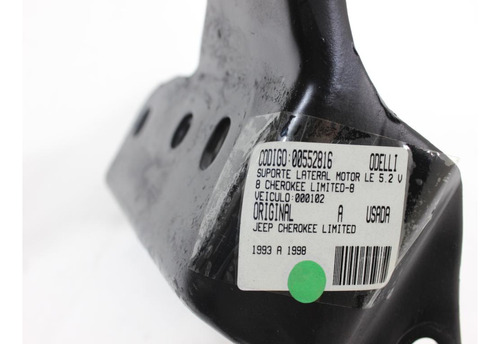 CODIGO:00552816 ODELLI
SUPORTE LATERAL MOTOR LE 5.2 V
8 CHEROKEE LIMITED-8
VEICULO:000102
ORIGINAL A USADA
JEEP CHEROKEE LIMITED
1993 A 1998